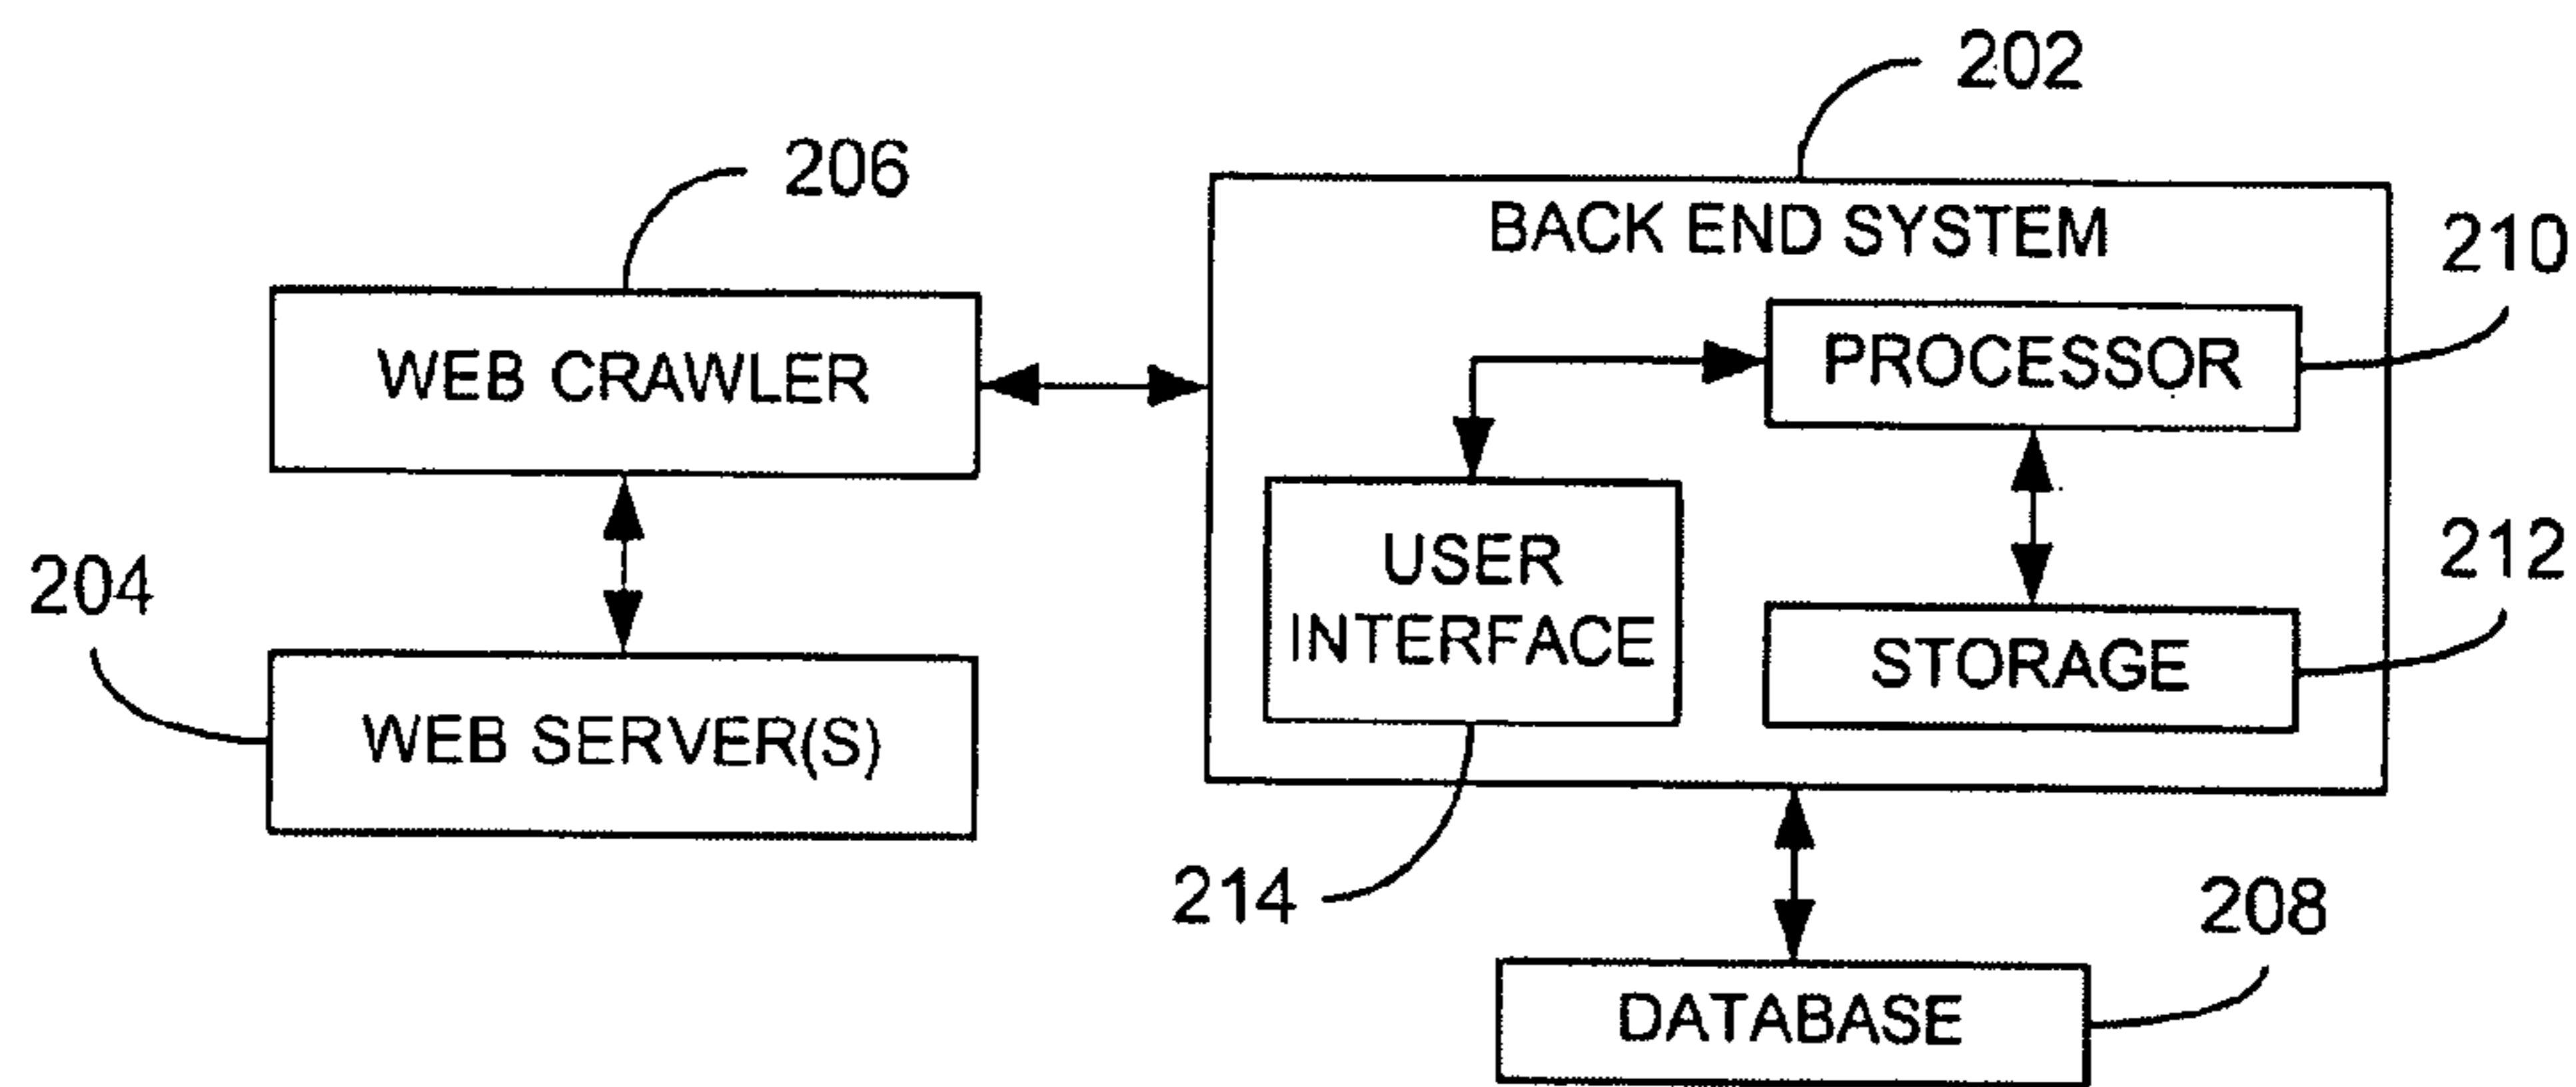 202
206
BACK END SYSTEM
210
WEB CRAWLER
PROCESSOR
USER
INTERFACE
212
204
STORAGE
WEB SERVER(S)
214
208
DATABASE